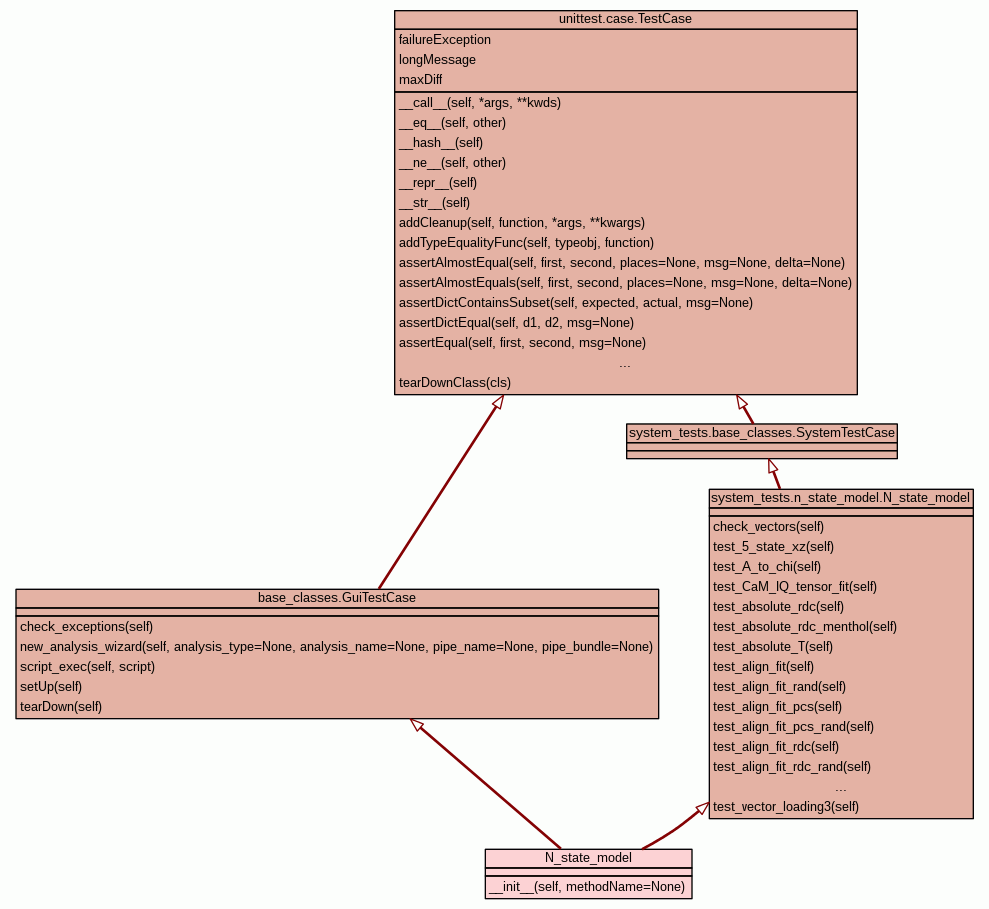 unittest.case.TestCase
failureException
longMessage
maxDiff
__call__(self, *args, **kwds)
__eq__(self, other)
__hash__(self)
__ne__(self, other)
__repr__(self)
__str__(self)
addCleanup(self, function, *args, **kwargs)
addTypeEqualityFunc(self, typeobj, function)
assertAlmostEqual(self, first, second, places=None, msg=None, delta=None)
assertAlmostEquals(self, first, second, places=None, msg=None, delta=None)
assertDictContainsSubset(self, expected, actual, msg=None)
assertDictEqual(self, d1, d2, msg=None)
assertEqual(self, first, second, msg=None)
...
tearDownClass(cls)
system_tests.base_classes.SystemTestCase
system_tests.n_state_model.N_state_model
check_vectors(self)
test_5_state_xz(self)
test_A_to_chi(self)
test_CaM_IQ_tensor_fit(self)
test_absolute_rdc(self)
test_absolute_rdc_menthol(self)
test_absolute_T(self)
test_align_fit(self)
test_align_fit_rand(self)
test_align_fit_pcs(self)
test_align_fit_pcs_rand(self)
test_align_fit_rdc(self)
test_align_fit_rdc_rand(self)
...
test_vector_loading3(self)
base_classes.GuiTestCase
check_exceptions(self)
new_analysis_wizard(self, analysis_type=None, analysis_name=None, pipe_name=None, pipe_bundle=None)
script_exec(self, script)
setUp(self)
tearDown(self)
N_state_model
__init__(self, methodName=None)